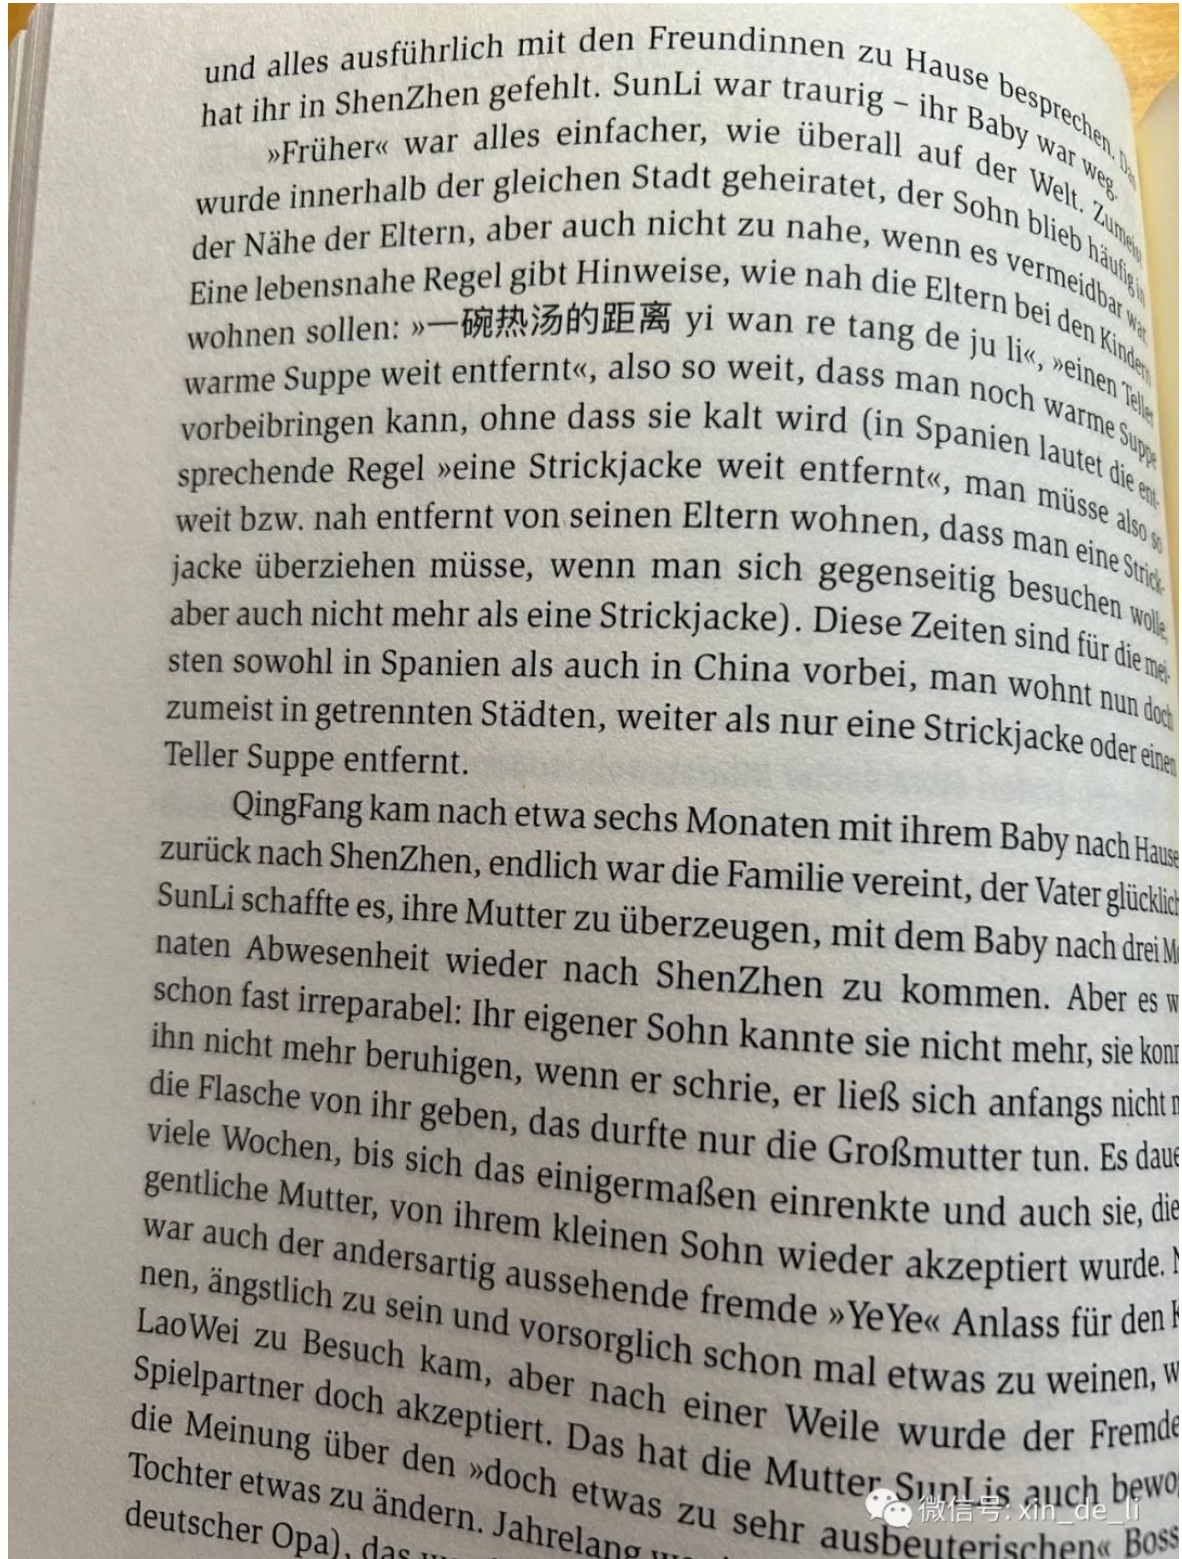 und alles ausführlich mit den Freundinnen zu Hause besprechen. Das
hat ihr in ShenZhen gefehlt. SunLi war traurig – ihr Baby war weg.
»Früher« war alles einfacher, wie überall auf der Welt. Zumeist
wurde innerhalb der gleichen Stadt geheiratet, der Sohn blieb häufig in
der Nähe der Eltern, aber auch nicht zu nahe, wenn es vermeidbar war.
Eine lebensnahe Regel gibt Hinweise, wie nah die Eltern bei den Kindern
wohnen sollen: »一碗热汤的距离 yi wan re tang de ju li«, »einen Teller
warme Suppe weit entfernt«, also so weit, dass man noch warme Suppe
vorbeibringen kann, ohne dass sie kalt wird (in Spanien lautet die ent-
sprechende Regel »eine Strickjacke weit entfernt«, man müsse also so
weit bzw. nah entfernt von seinen Eltern wohnen, dass man eine Strick-
jacke überziehen müsse, wenn man sich gegenseitig besuchen wolle,
aber auch nicht mehr als eine Strickjacke). Diese Zeiten sind für die mei-
sten sowohl in Spanien als auch in China vorbei, man wohnt nun doch
zumeist in getrennten Städten, weiter als nur eine Strickjacke oder einen
Teller Suppe entfernt.
QingFang kam nach etwa sechs Monaten mit ihrem Baby nach Hause
zurück nach ShenZhen, endlich war die Familie vereint, der Vater glücklich
SunLi schaffte es, ihre Mutter zu überzeugen, mit dem Baby nach drei Mo
naten Abwesenheit wieder nach ShenZhen zu kommen. Aber es w
schon fast irreparabel: Ihr eigener Sohn kannte sie nicht mehr, sie konn
ihn nicht mehr beruhigen, wenn er schrie, er ließ sich anfangs nicht m
die Flasche von ihr geben, das durfte nur die Großmutter tun. Es daue
viele Wochen, bis sich das einigermaßen einrenkte und auch sie, die
gentliche Mutter, von ihrem kleinen Sohn wieder akzeptiert wurde. N
war auch der andersartig aussehende fremde »YeYe« Anlass für den K
nen, ängstlich zu sein und vorsorglich schon mal etwas zu weinen, w
LaoWei zu Besuch kam, aber nach einer Weile wurde der Fremde
Spielpartner doch akzeptiert. Das hat die Mutter SunLis auch bewo
die Meinung über den »doch etwas zu sehr ausbeuterischen« Boss
Tochter etwas zu ändern. Jahrelang
deutscher Opa), das
微信号: xin_de_li